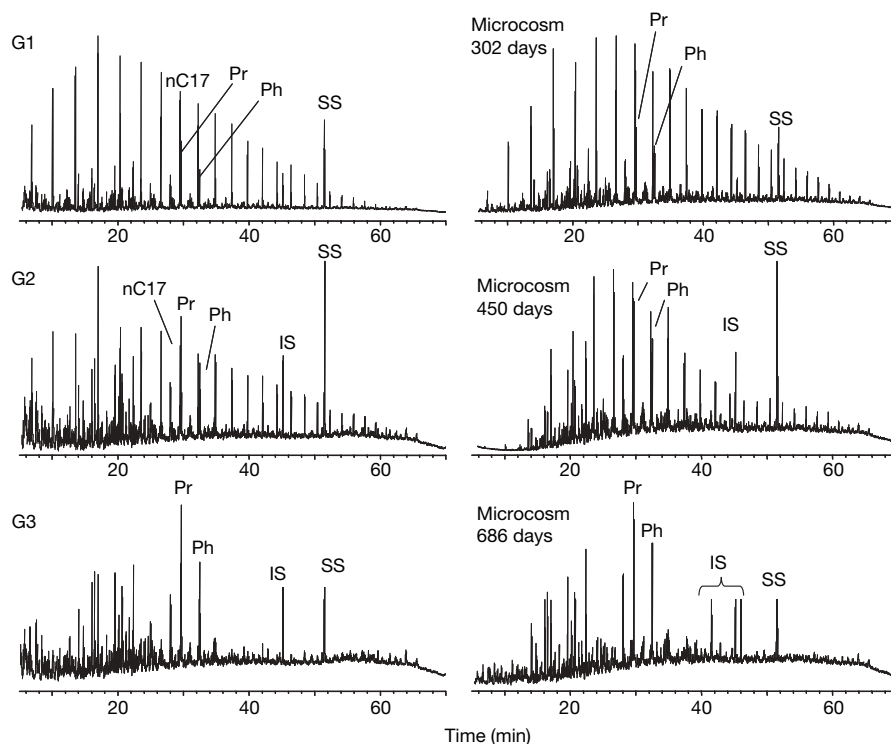 G1
nC17
Pr
Ph
SS
20
40
60
Microcosm
302 days
Pr
Ph
SS
20
40
60
G2
nC17
Pr
Ph
IS
SS
20
40
60
Microcosm
450 days
Pr
Ph
IS
SS
20
40
60
G3
Pr
Ph
IS
SS
20
40
60
Microcosm
686 days
Pr
Ph
IS
SS
20
40
60
Time (min)